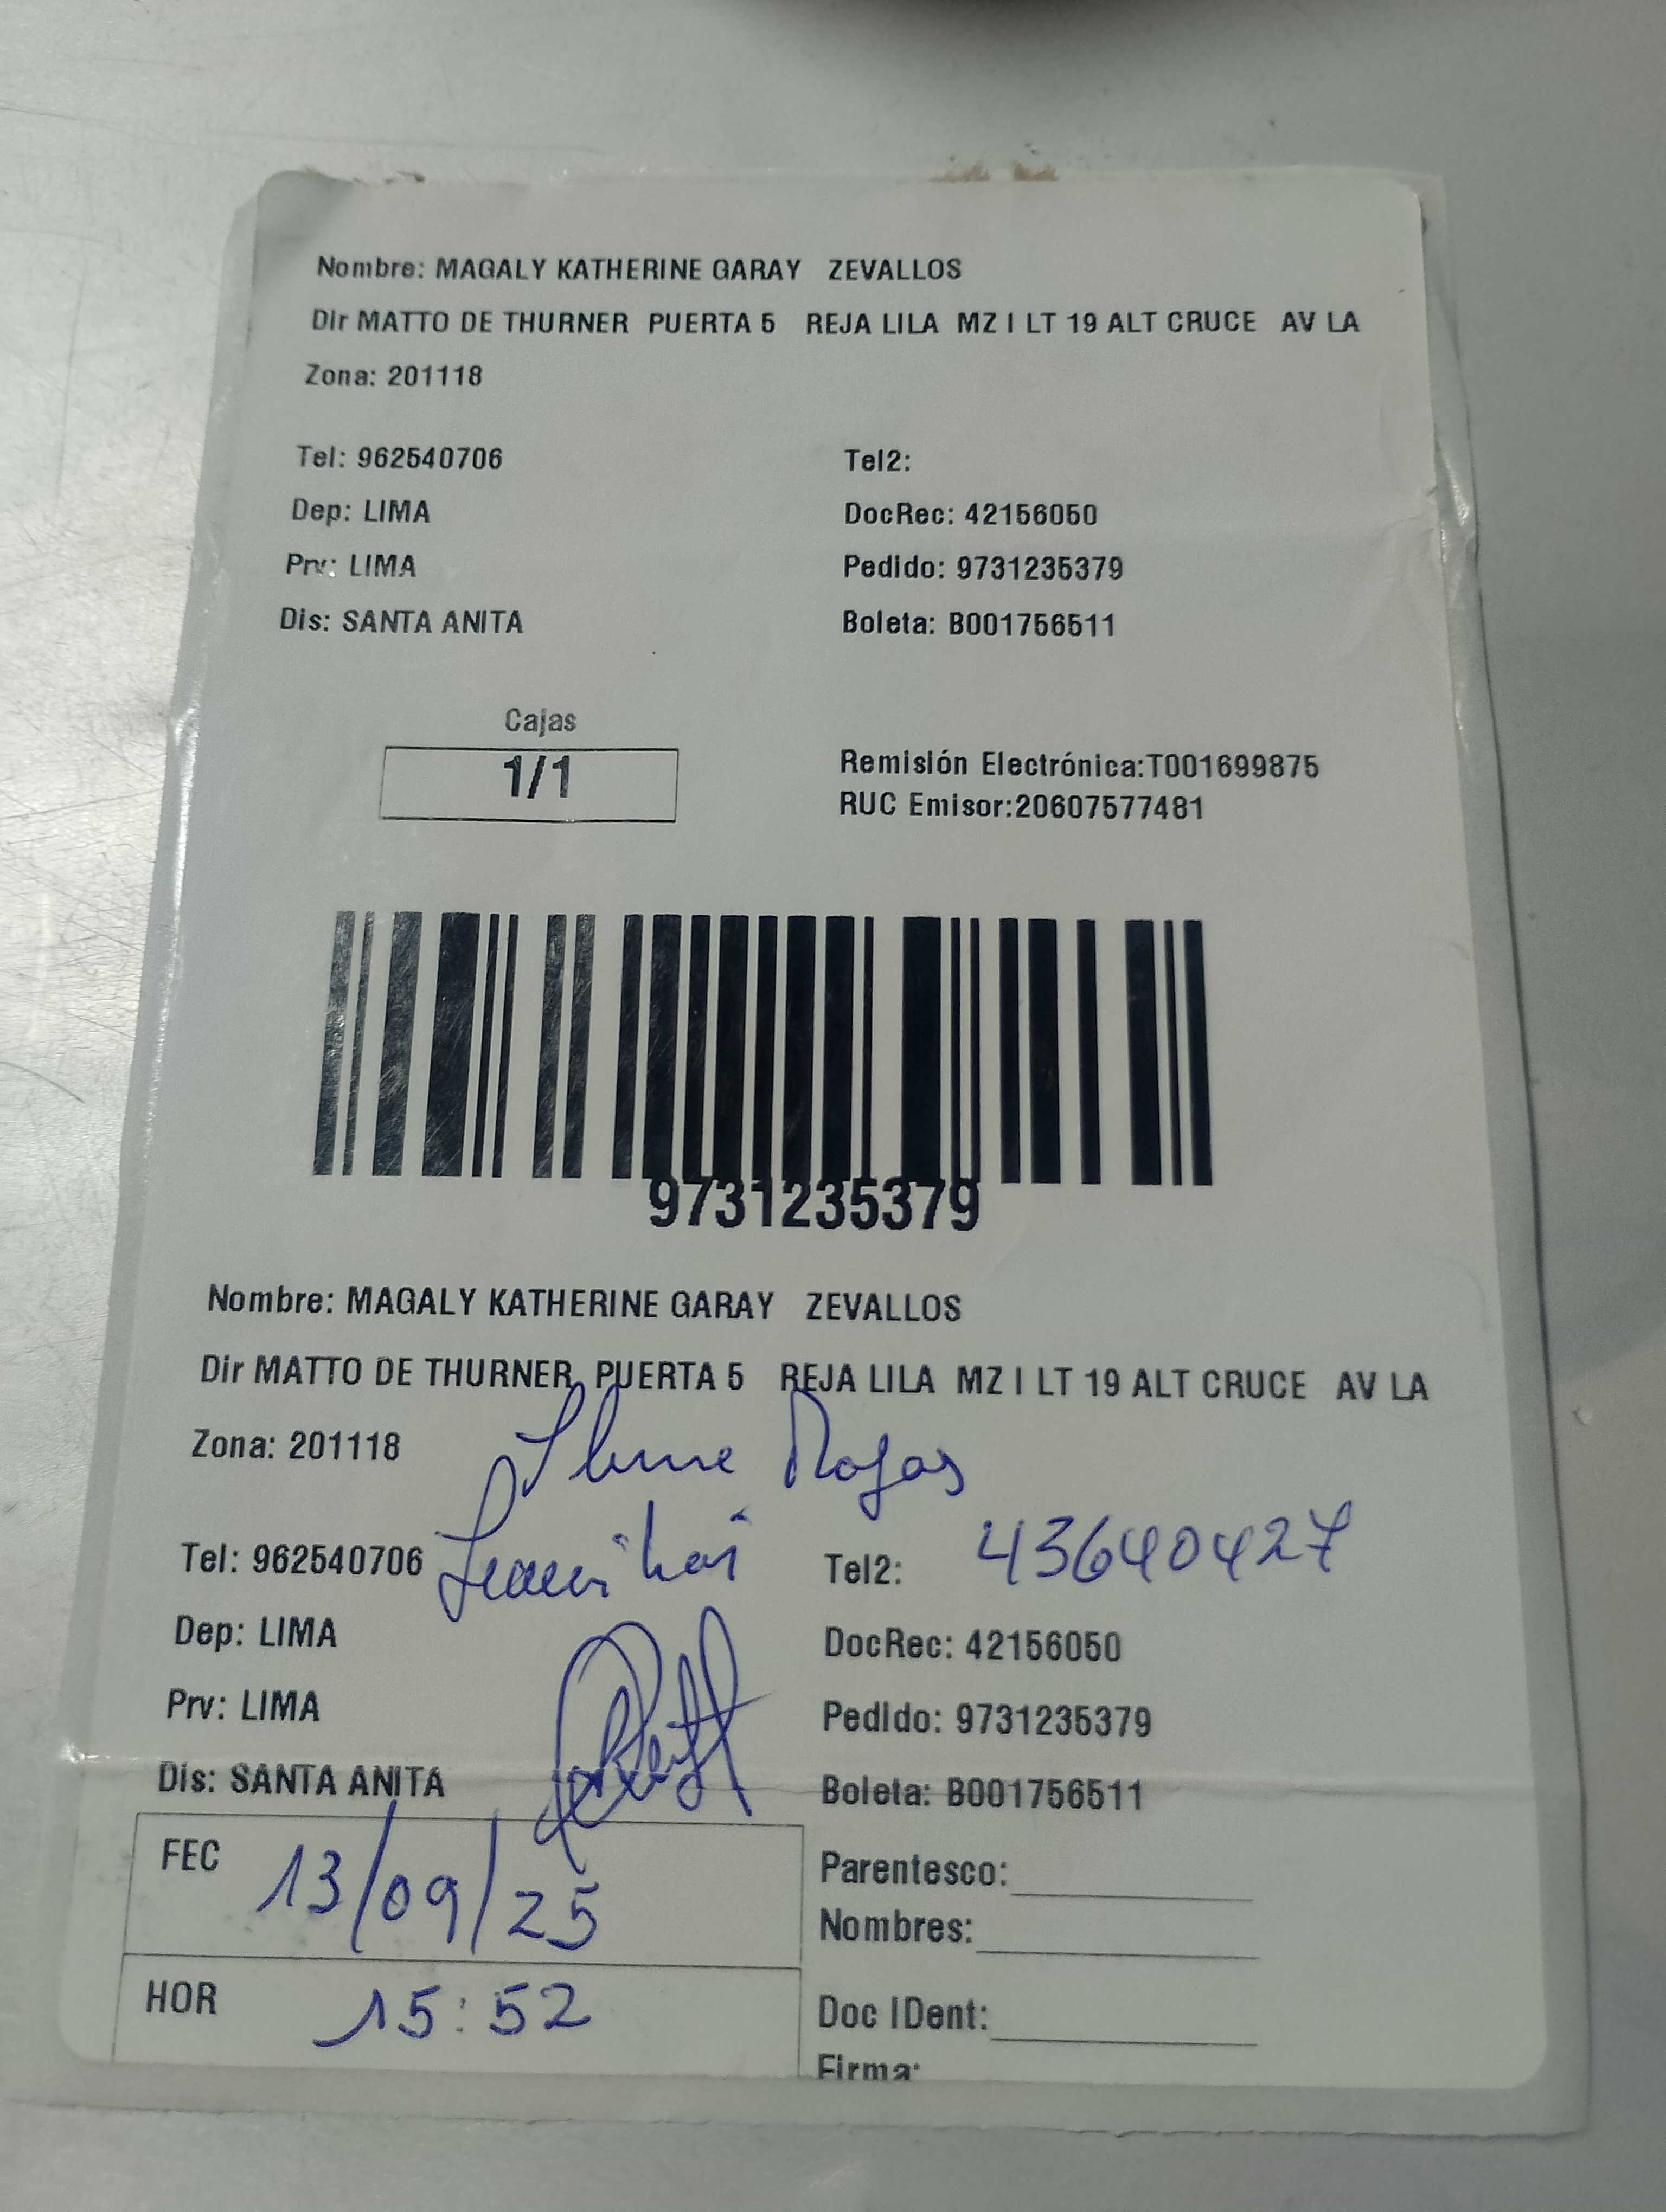 Nombre: MAGALY KATHERINE GARAY ZEVALLOS
Dir MATTO DE THURNER PUERTA 5 REJA LILA MZ I LT 19 ALT CRUCE AV LA
Zona: 201118
Tel: 962540706 Tel2:
Dep: LIMA DocRec: 42156050
Prv: LIMA Pedido: 9731235379
Dis: SANTA ANITA Boleta: B001756511
Cajas
1/1
Remisión Electrónica:T001699875
RUC Emisor:20607577481
9731235379
Nombre: MAGALY KATHERINE GARAY ZEVALLOS
Dir MATTO DE THURNER PUERTA 5 REJA LILA MZ I LT 19 ALT CRUCE AV LA
Rojas
Zona: 201118
Tel: 962540706 Tel2: 43640427
Dep: LIMA DocRec: 42156050
Prv: LIMA Pedido: 9731235379
Dis: SANTA ANITA Boleta: B001756511
FEC 13/09/25
Parentesco:
Nombres:
HOR 15:52
Doc IDent:
Firma: